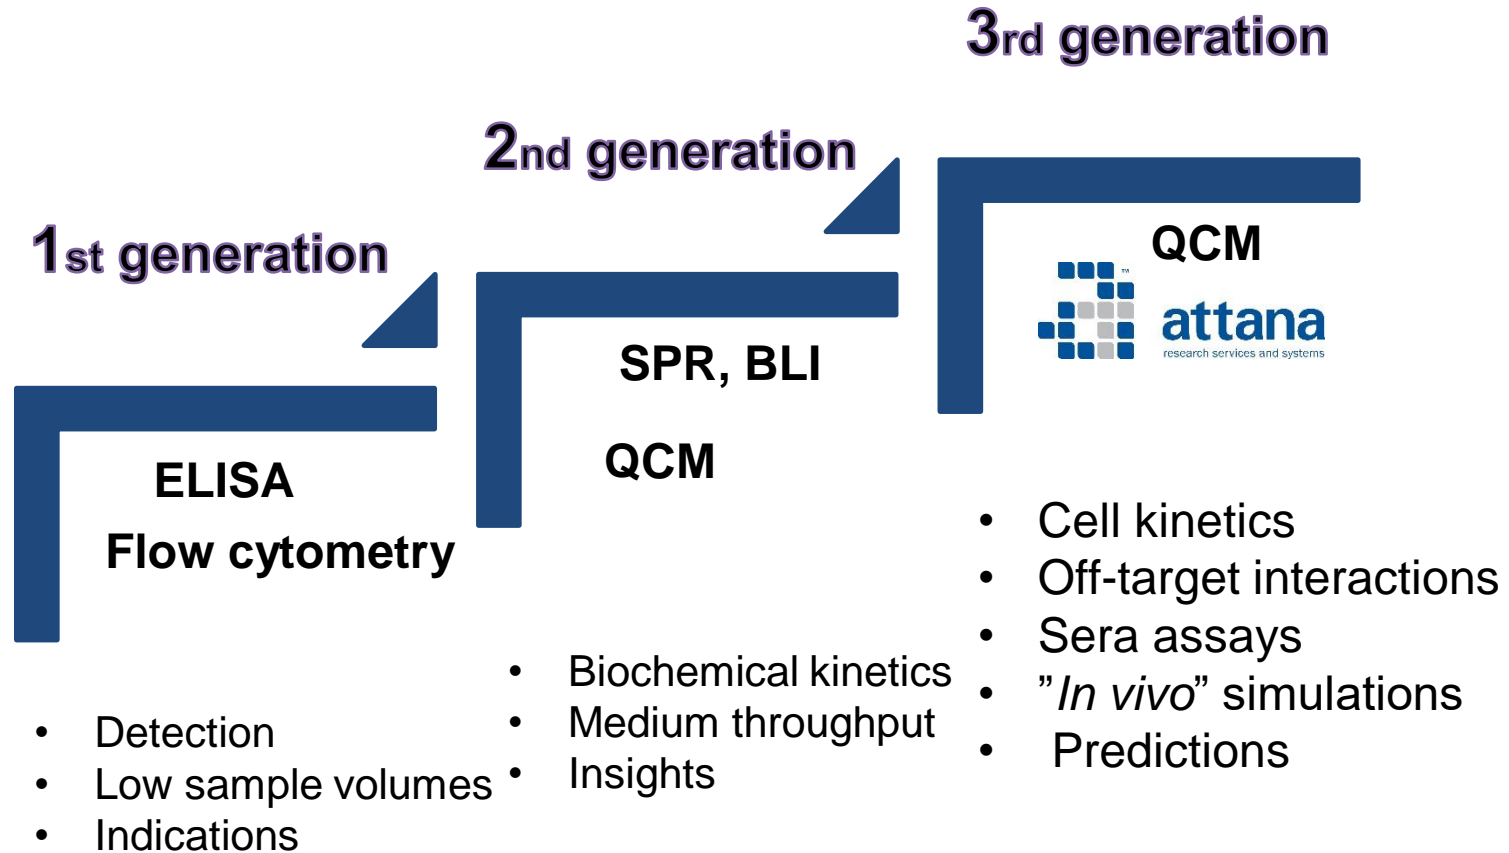 1st generation
ELISA
Flow cytometry
• Detection
• Low sample volumes
• Indications
2nd generation
SPR, BLI
QCM
• Biochemical kinetics
• Medium throughput
• Insights
3rd generation
QCM
™
attana
research services and systems
• Cell kinetics
• Off-target interactions
• Sera assays
• ”In vivo” simulations
• Predictions